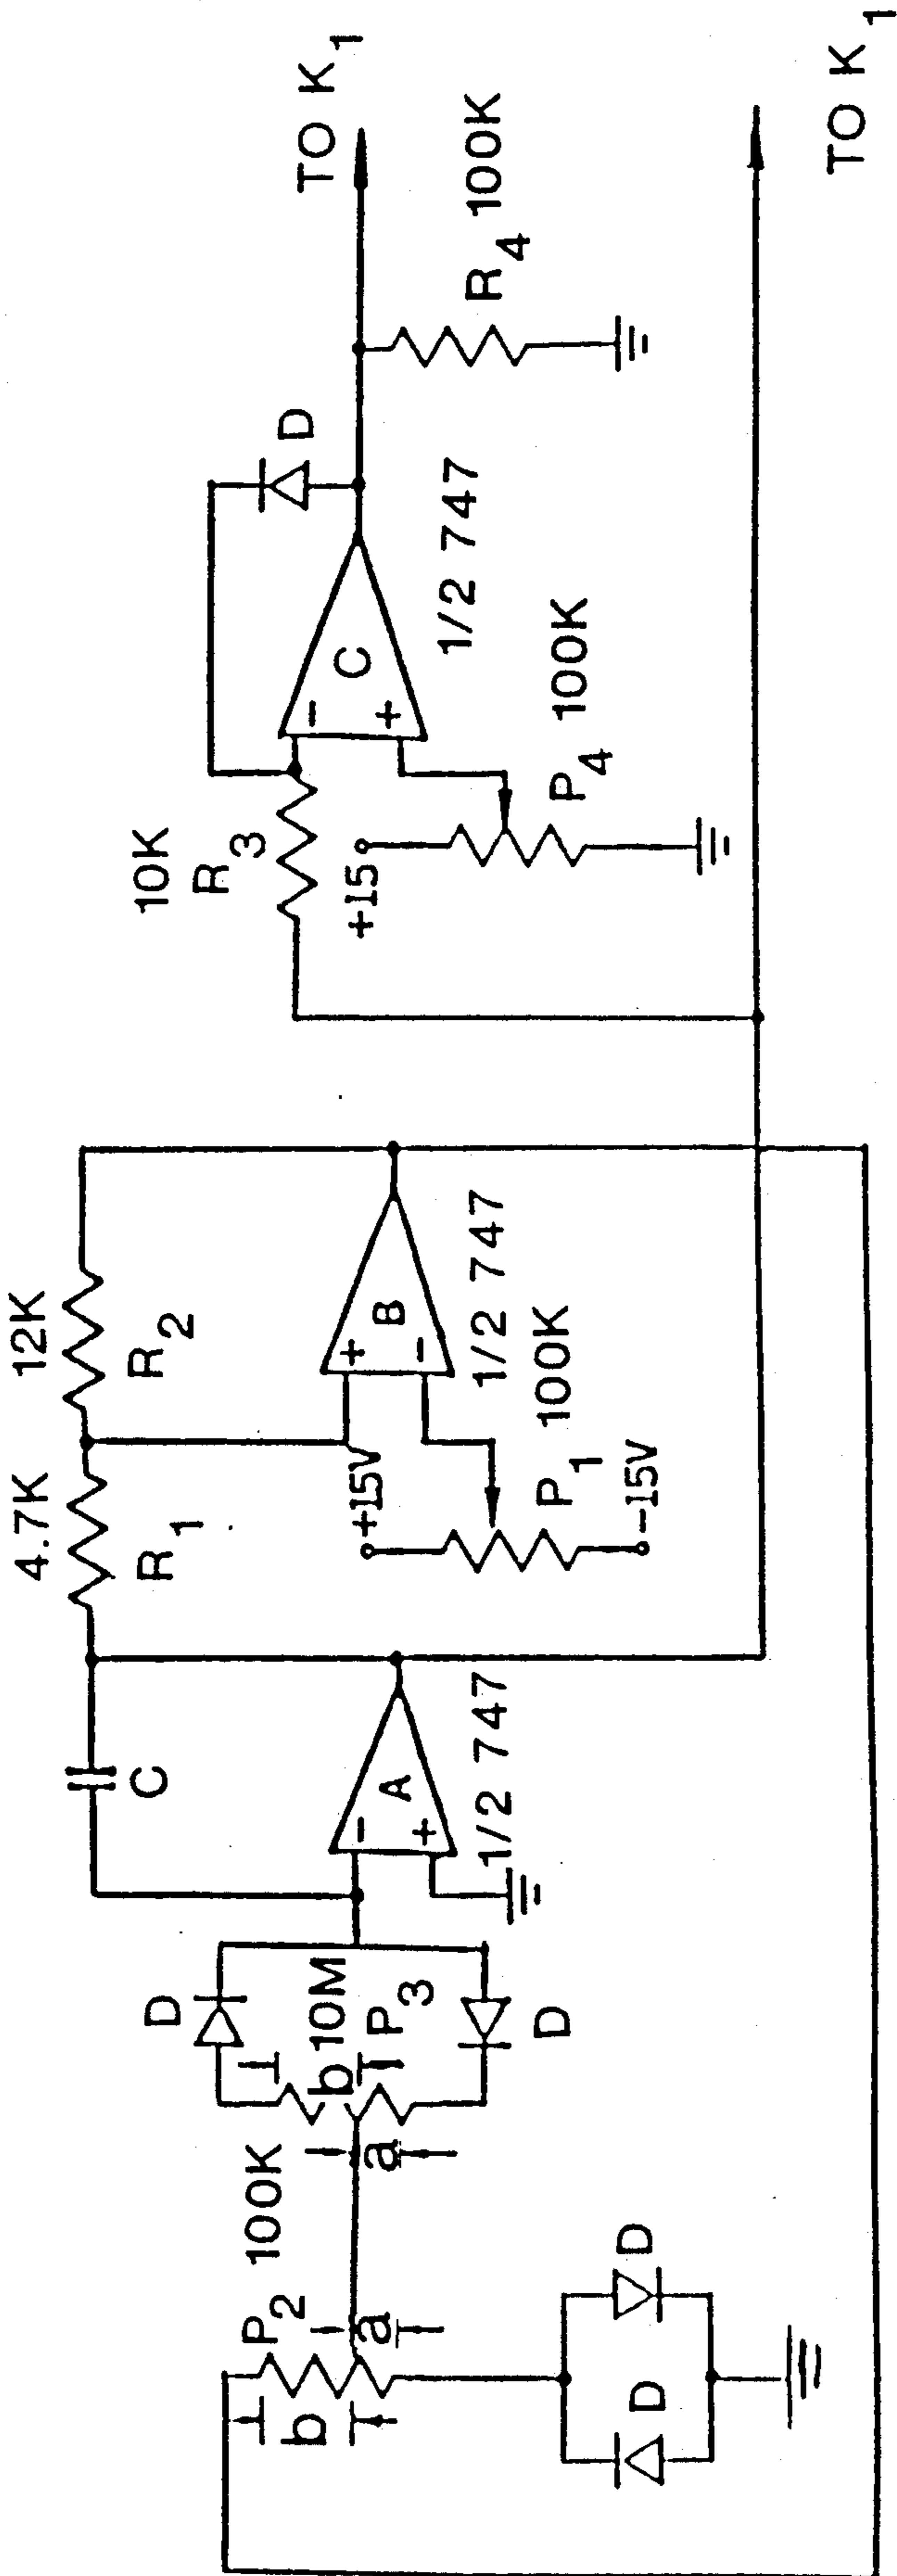 P2 100K
b
a
D
D
D
b 10M
P3
a
D
C
- A +
1/2 747
4.7K
R1
12K
R2
+15V
P1 100K
-15V
+ B -
1/2 747
10K
R3
+15
P4 100K
- C +
1/2 747
D
R4 100K
TO K1
TO K1